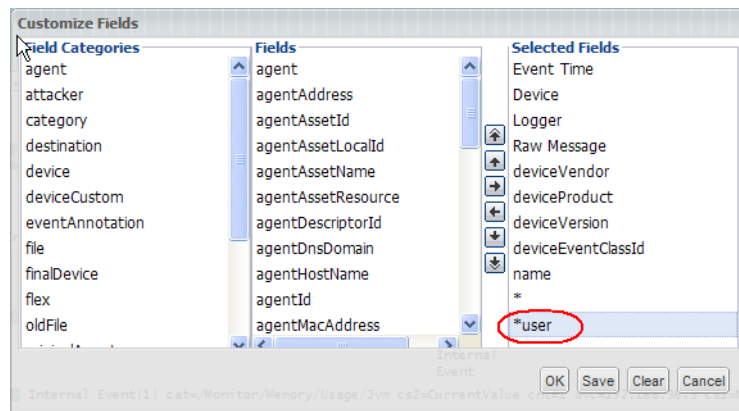 Customize Fields
Field Categories
agent
attacker
category
destination
device
deviceCustom
eventAnnotation
file
finalDevice
flex
oldFile
Fields
agent
agentAddress
agentAssetId
agentAssetLocalId
agentAssetName
agentAssetResource
agentDescriptorId
agentDnsDomain
agentHostName
agentId
agentMacAddress
Selected Fields
Event Time
Device
Logger
Raw Message
deviceVendor
deviceProduct
deviceVersion
deviceEventClassId
name
*
*user
Internal
Event
OK Save Clear Cancel
Internal Event|1| cat=/Monitor/Memory/Usage/Jvm cs2=CurrentValue